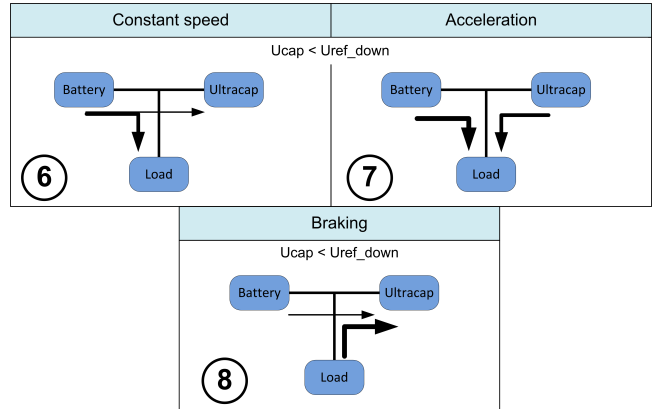 Constant speed
Acceleration
Ucap < Uref_down
Battery
Ultracap
Battery
Ultracap
Load
Load
6
7
Braking
Ucap < Uref_down
Battery
Ultracap
Load
8